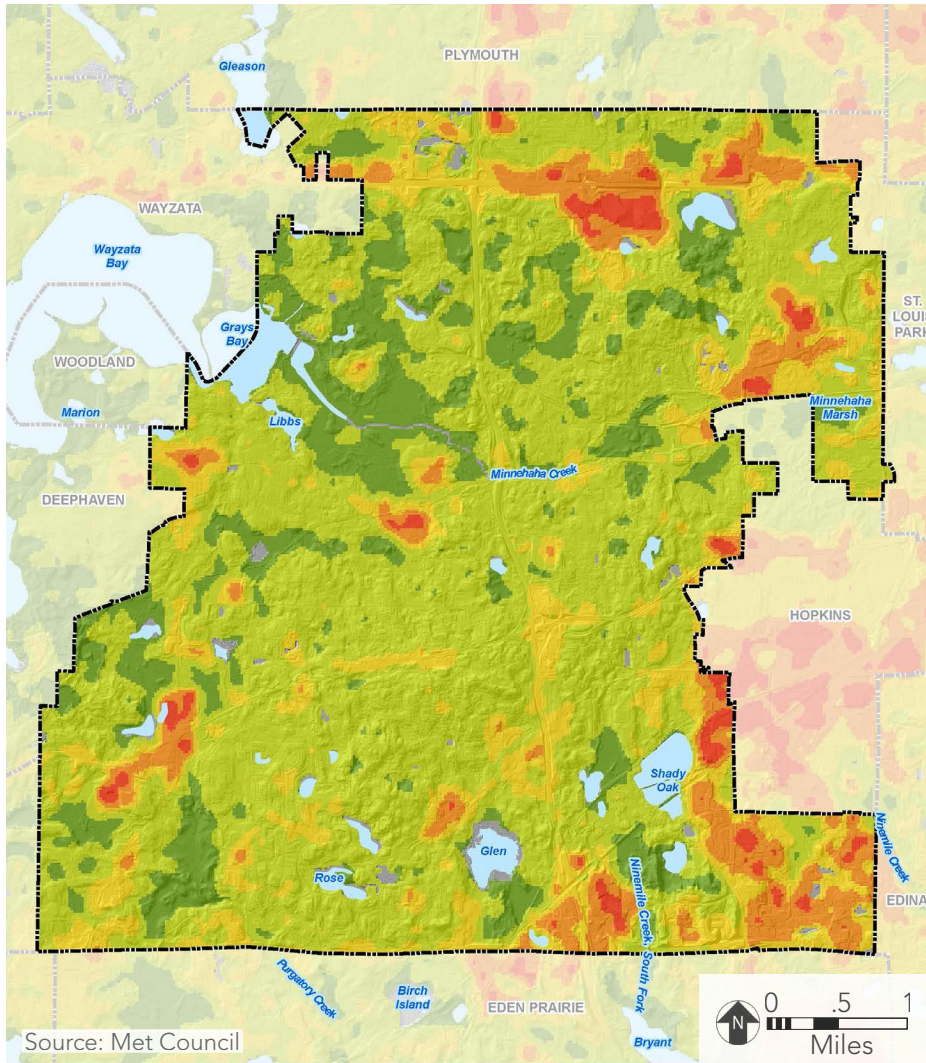 PLYMOUTH
Gleason
WAYZATA
Wayzata
Bay
Grays
Bay
ST.
LOUIS
PARK
WOODLAND
Marion
Libbs
Minnehaha
Marsh
Minnehaha Creek
DEEPHAVEN
HOPKINS
Shady
Oak
Glen
Rose
Ninemile Creek
Ninemile Creek, South Fork
EDINA
Purgatory Creek
Birch
Island
EDEN PRAIRIE
Bryant
N
0 .5 1
Miles
Source: Met Council